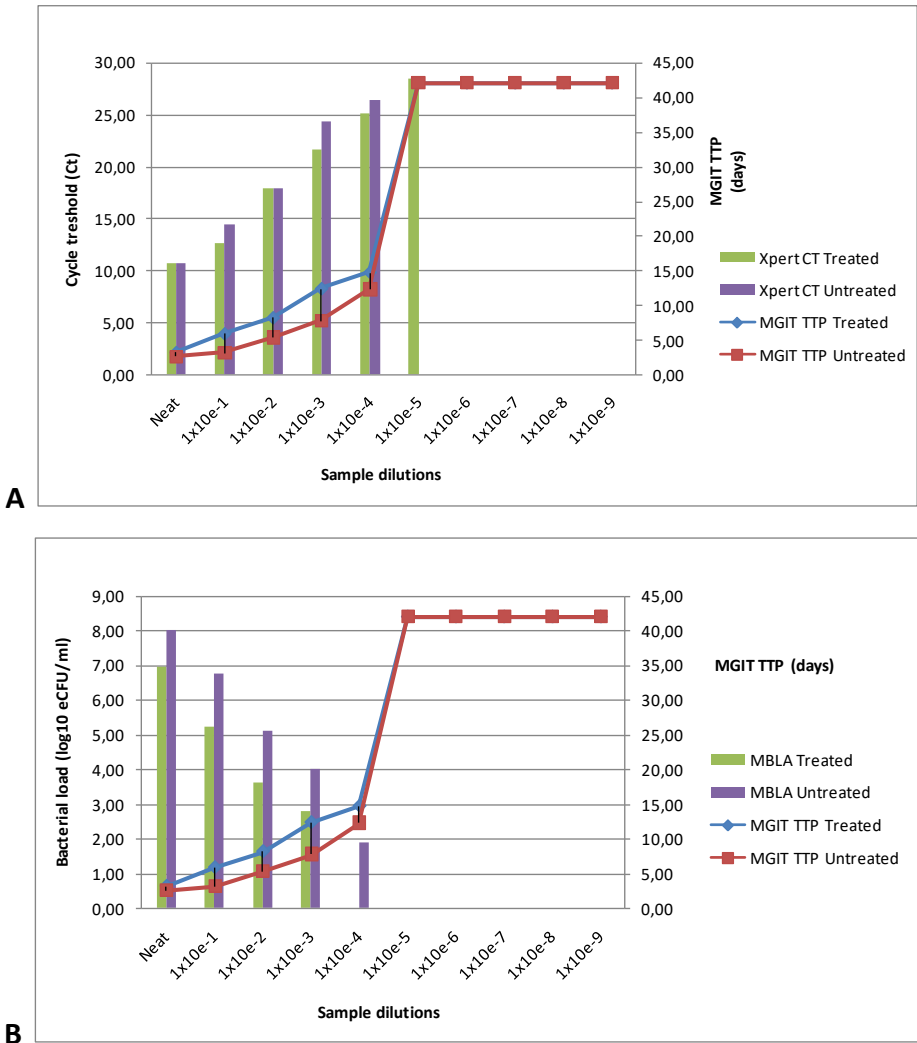 A
Cycle treshold (Ct)
30,00
25,00
20,00
15,00
10,00
5,00
0,00
45,00
40,00
35,00
30,00
25,00
20,00
15,00
10,00
5,00
0,00
MGIT TTP
(days)
Neat
1x10e-1
1x10e-2
1x10e-3
1x10e-4
1x10e-5
1x10e-6
1x10e-7
1x10e-8
1x10e-9
Sample dilutions
Xpert CT Treated
Xpert CT Untreated
MGIT TTP Treated
MGIT TTP Untreated
B
Bacterial load (log10 eCFU/ml)
9,00
8,00
7,00
6,00
5,00
4,00
3,00
2,00
1,00
0,00
45,00
40,00
35,00
30,00
25,00
20,00
15,00
10,00
5,00
0,00
MGIT TTP (days)
Neat
1x10e-1
1x10e-2
1x10e-3
1x10e-4
1x10e-5
1x10e-6
1x10e-7
1x10e-8
1x10e-9
Sample dilutions
MBLA Treated
MBLA Untreated
MGIT TTP Treated
MGIT TTP Untreated